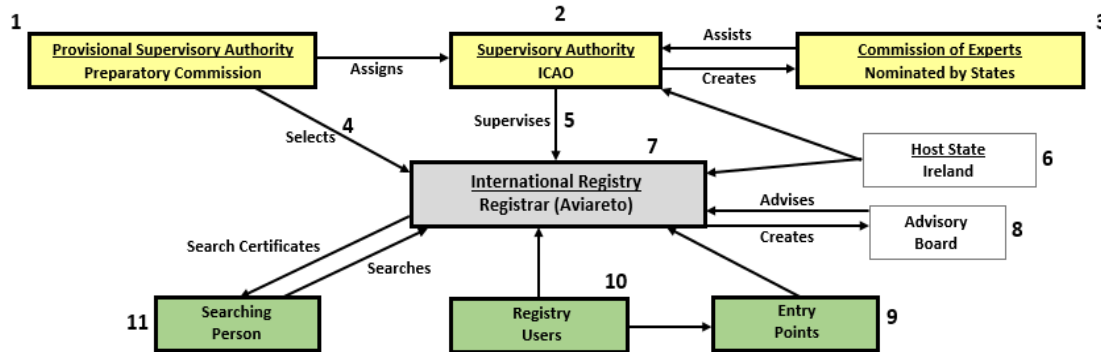 1
2
3
Provisional Supervisory Authority
Preparatory Commission
Assigns
Supervisory Authority
ICAO
Assists
Creates
Commission of Experts
Nominated by States
Selects
4
Supervises
5
7
Host State
Ireland
6
International Registry
Registrar (Aviareto)
Advises
Creates
Advisory
Board
8
Search Certificates
Searches
10
11
Searching
Person
Registry
Users
Entry
Points
9